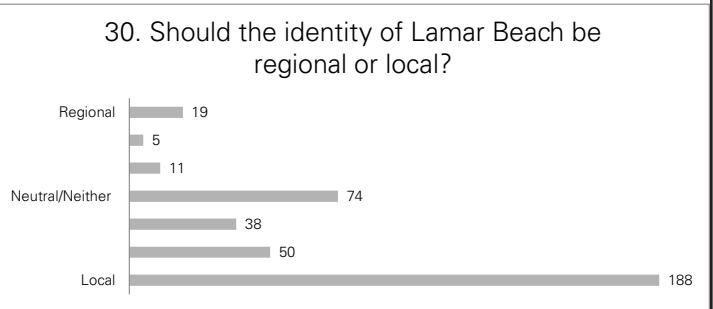 30. Should the identity of Lamar Beach be
regional or local?
Regional 19
5
11
Neutral/Neither 74
38
50
Local 188